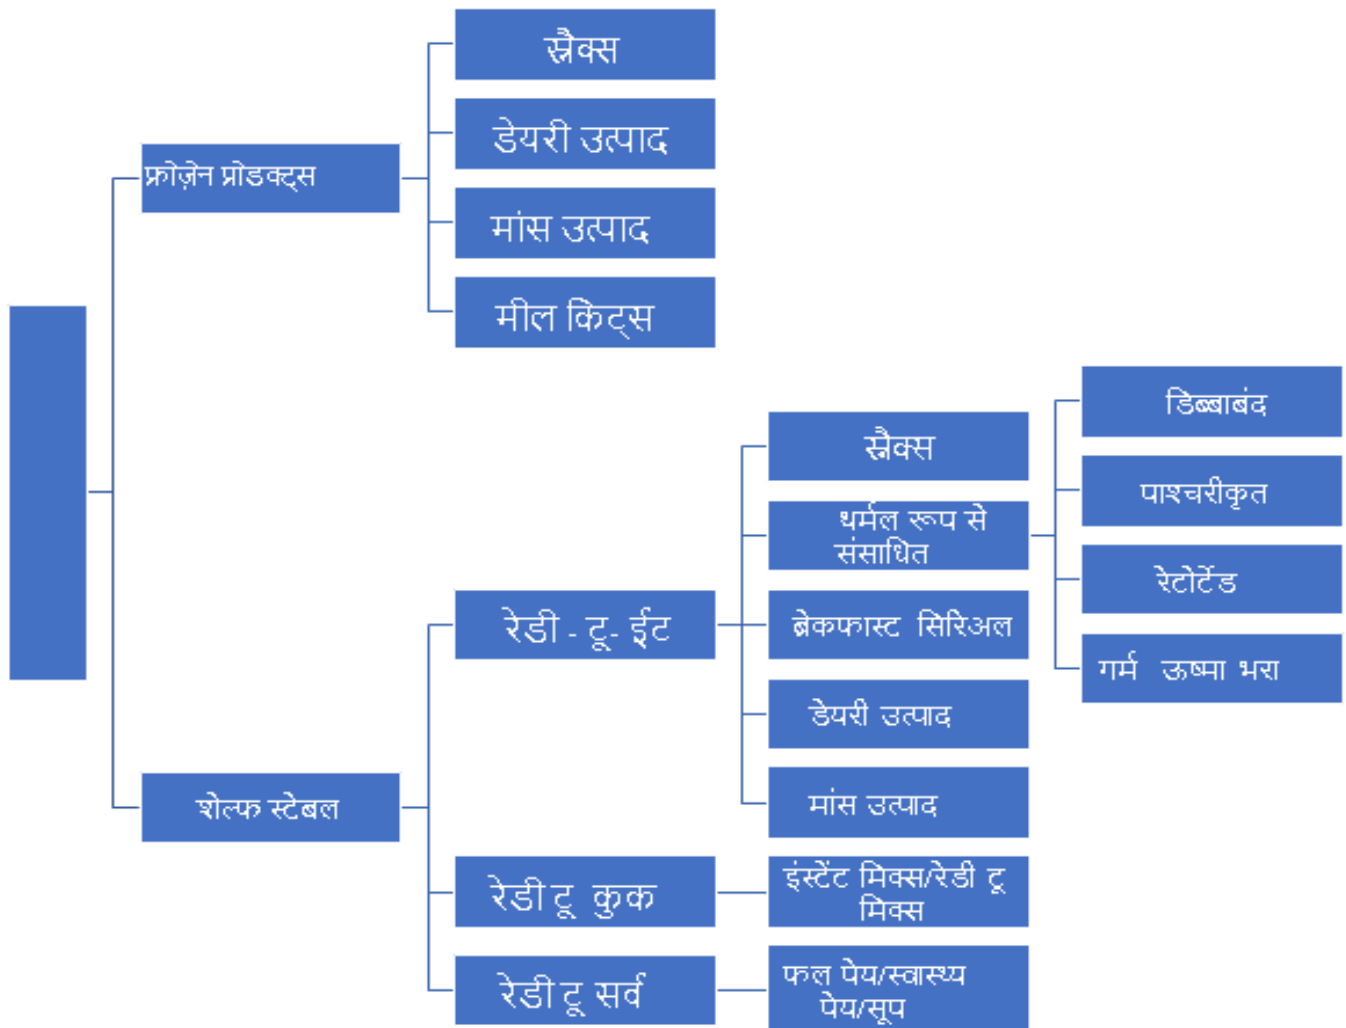 स्नैक्स
डेयरी उत्पाद
फ्रोज़ेन प्रोडक्ट्स
मांस उत्पाद
मील किट्स
डिब्बाबंद
स्नैक्स
पाश्चरीकृत
थर्मल रूप से
संसाधित
रेटोर्टेड
रेडी - टू- ईट
ब्रेकफास्ट सिरिअल
गर्म ऊष्मा भरा
डेयरी उत्पाद
शेल्फ स्टेबल
मांस उत्पाद
रेडी टू कुक
इंस्टेंट मिक्स/रेडी टू
मिक्स
रेडी टू सर्व
फल पेय/स्वास्थ्य
पेय/सूप